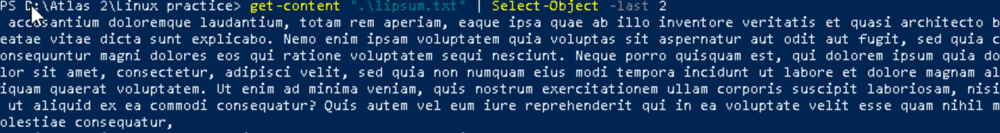 PS D:\Atlas 2\Linux practice> get-content ".\lipsum.txt" | Select-Object -last 2
 accusantium doloremque laudantium, totam rem aperiam, eaque ipsa quae ab illo inventore veritatis et quasi architecto b
eatae vitae dicta sunt explicabo. Nemo enim ipsam voluptatem quia voluptas sit aspernatur aut odit aut fugit, sed quia c
onsequuntur magni dolores eos qui ratione voluptatem sequi nesciunt. Neque porro quisquam est, qui dolorem ipsum quia do
lor sit amet, consectetur, adipisci velit, sed quia non numquam eius modi tempora incidunt ut labore et dolore magnam al
iquam quaerat voluptatem. Ut enim ad minima veniam, quis nostrum exercitationem ullam corporis suscipit laboriosam, nisi
 ut aliquid ex ea commodi consequatur? Quis autem vel eum iure reprehenderit qui in ea voluptate velit esse quam nihil m
olestiae consequatur,